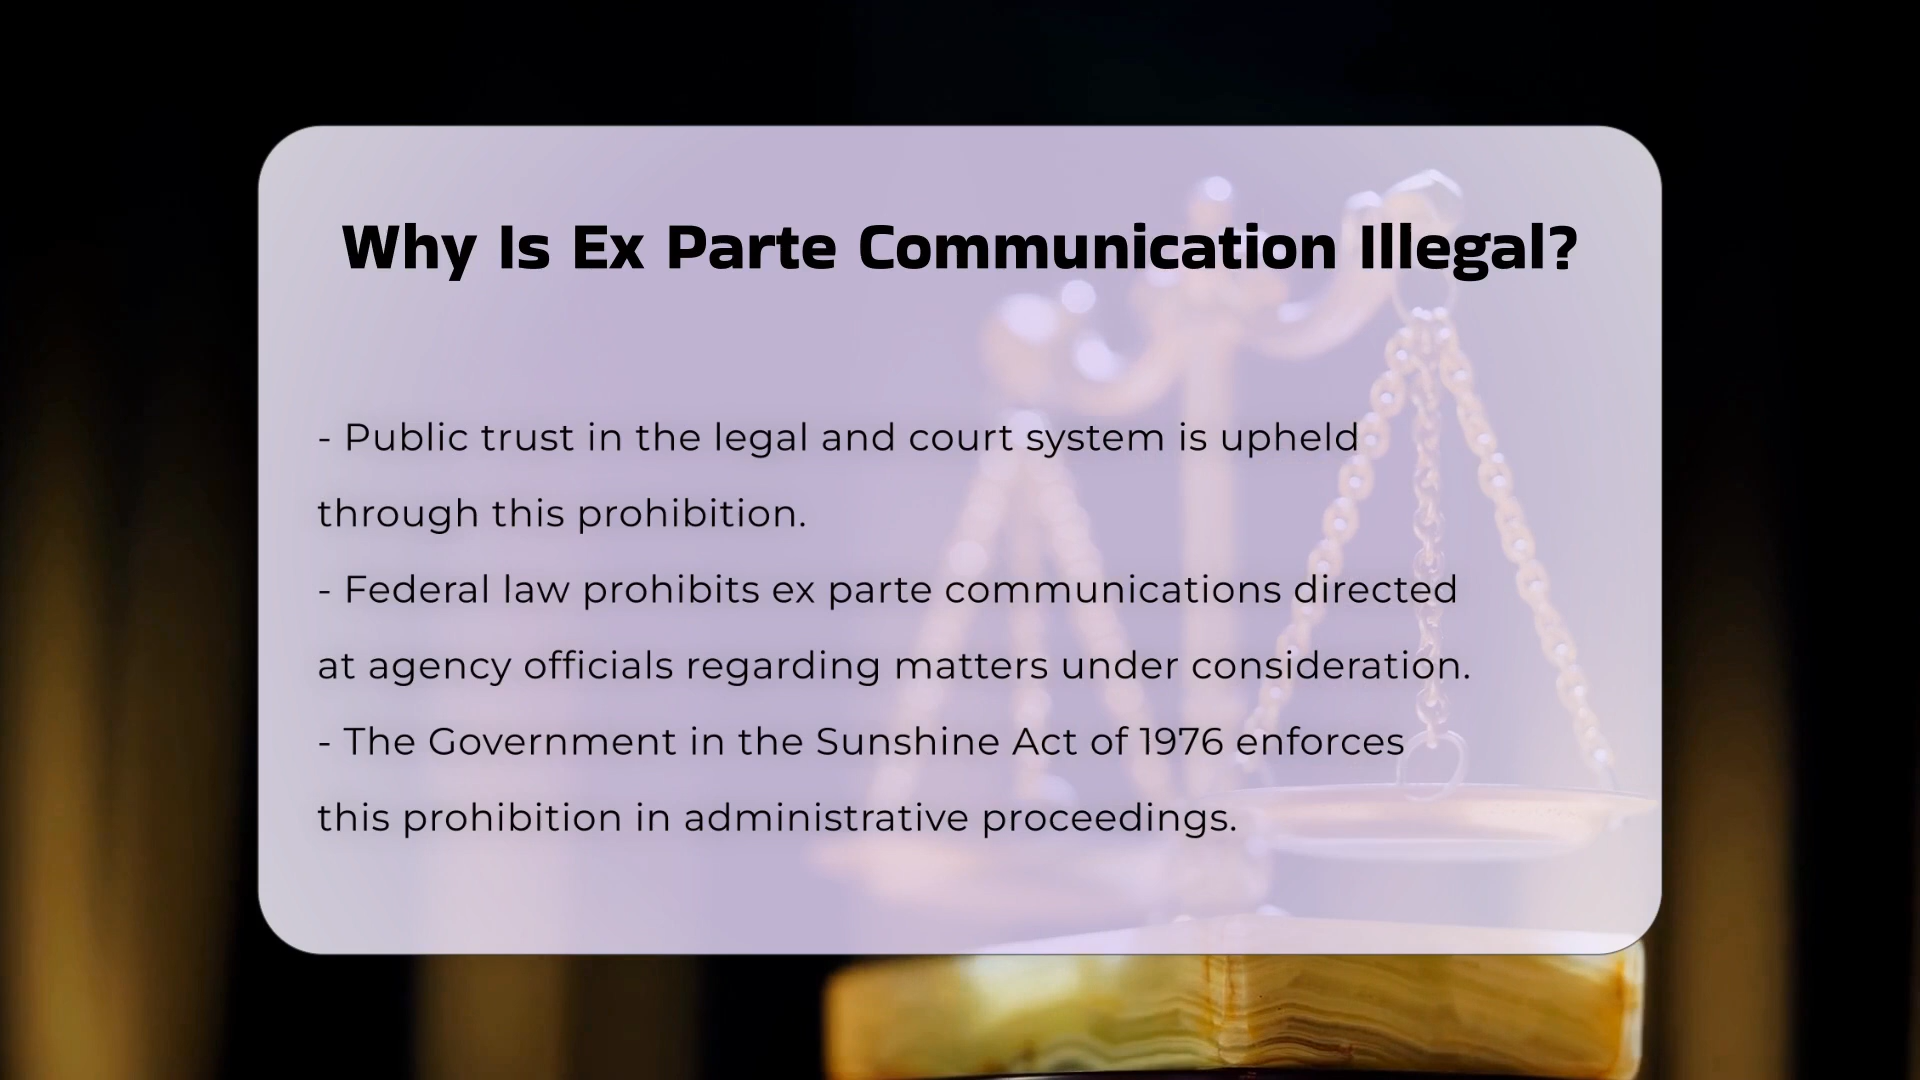 Why Is Ex Parte Communication Illegal?
- Public trust in the legal and court system is upheld
through this prohibition.
- Federal law prohibits ex parte communications directed
at agency officials regarding matters under consideration.
- The Government in the Sunshine Act of 1976 enforces
this prohibition in administrative proceedings.